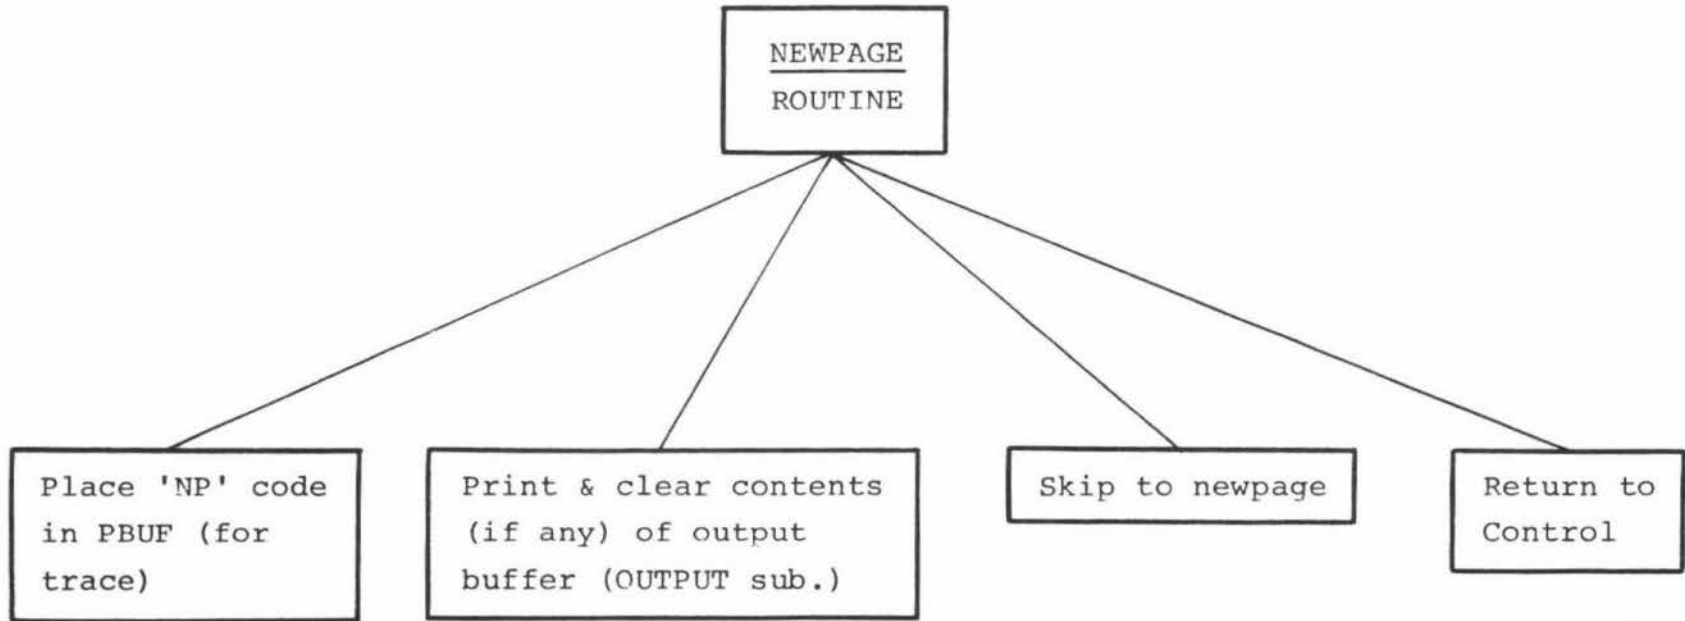 NEWPAGE
ROUTINE
Place 'NP' code
in PBUF (for
trace)
Print & clear contents
(if any) of output
buffer (OUTPUT sub.)
Skip to newpage
Return to
Control